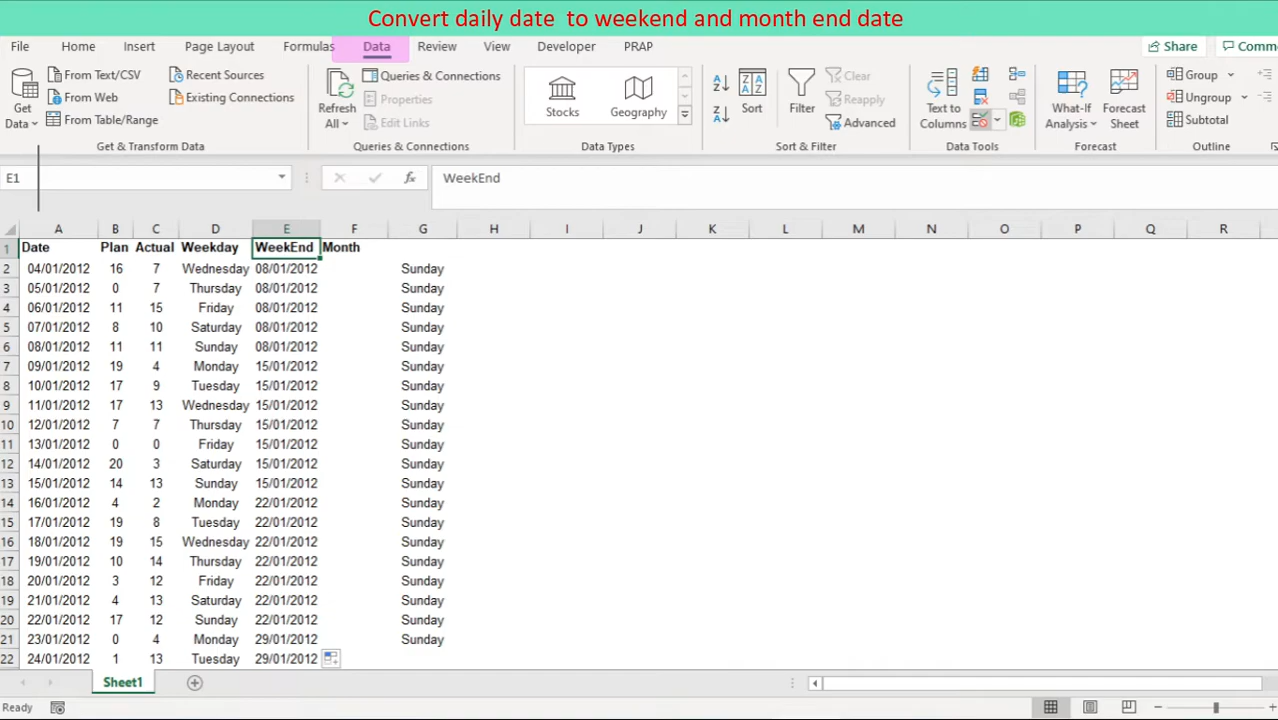 Convert daily date to weekend and month end date
File Home Insert Page Layout Formulas Data Review View Developer PRAP Share Comm
Get Data From Text/CSV From Web From Table/Range Recent Sources Existing Connections
Get & Transform Data
Refresh All Queries & Connections Properties Edit Links
Queries & Connections
Stocks Geography
Data Types
Sort Filter Clear Reapply Advanced
Sort & Filter
Text to Columns
Data Tools
What-If Analysis Forecast Sheet
Forecast
Group Ungroup Subtotal
Outline
E1 fx WeekEnd
A B C D E F G H I J K L M N O P Q R
1 Date Plan Actual Weekday WeekEnd Month
2 04/01/2012 16 7 Wednesday 08/01/2012 Sunday
3 05/01/2012 0 7 Thursday 08/01/2012 Sunday
4 06/01/2012 11 15 Friday 08/01/2012 Sunday
5 07/01/2012 8 10 Saturday 08/01/2012 Sunday
6 08/01/2012 11 11 Sunday 08/01/2012 Sunday
7 09/01/2012 19 4 Monday 15/01/2012 Sunday
8 10/01/2012 17 9 Tuesday 15/01/2012 Sunday
9 11/01/2012 17 13 Wednesday 15/01/2012 Sunday
10 12/01/2012 7 7 Thursday 15/01/2012 Sunday
11 13/01/2012 0 0 Friday 15/01/2012 Sunday
12 14/01/2012 20 3 Saturday 15/01/2012 Sunday
13 15/01/2012 14 13 Sunday 15/01/2012 Sunday
14 16/01/2012 4 2 Monday 22/01/2012 Sunday
15 17/01/2012 19 8 Tuesday 22/01/2012 Sunday
16 18/01/2012 19 15 Wednesday 22/01/2012 Sunday
17 19/01/2012 10 14 Thursday 22/01/2012 Sunday
18 20/01/2012 3 12 Friday 22/01/2012 Sunday
19 21/01/2012 4 13 Saturday 22/01/2012 Sunday
20 22/01/2012 17 12 Sunday 22/01/2012 Sunday
21 23/01/2012 0 4 Monday 29/01/2012 Sunday
22 24/01/2012 1 13 Tuesday 29/01/2012
Sheet1
Ready